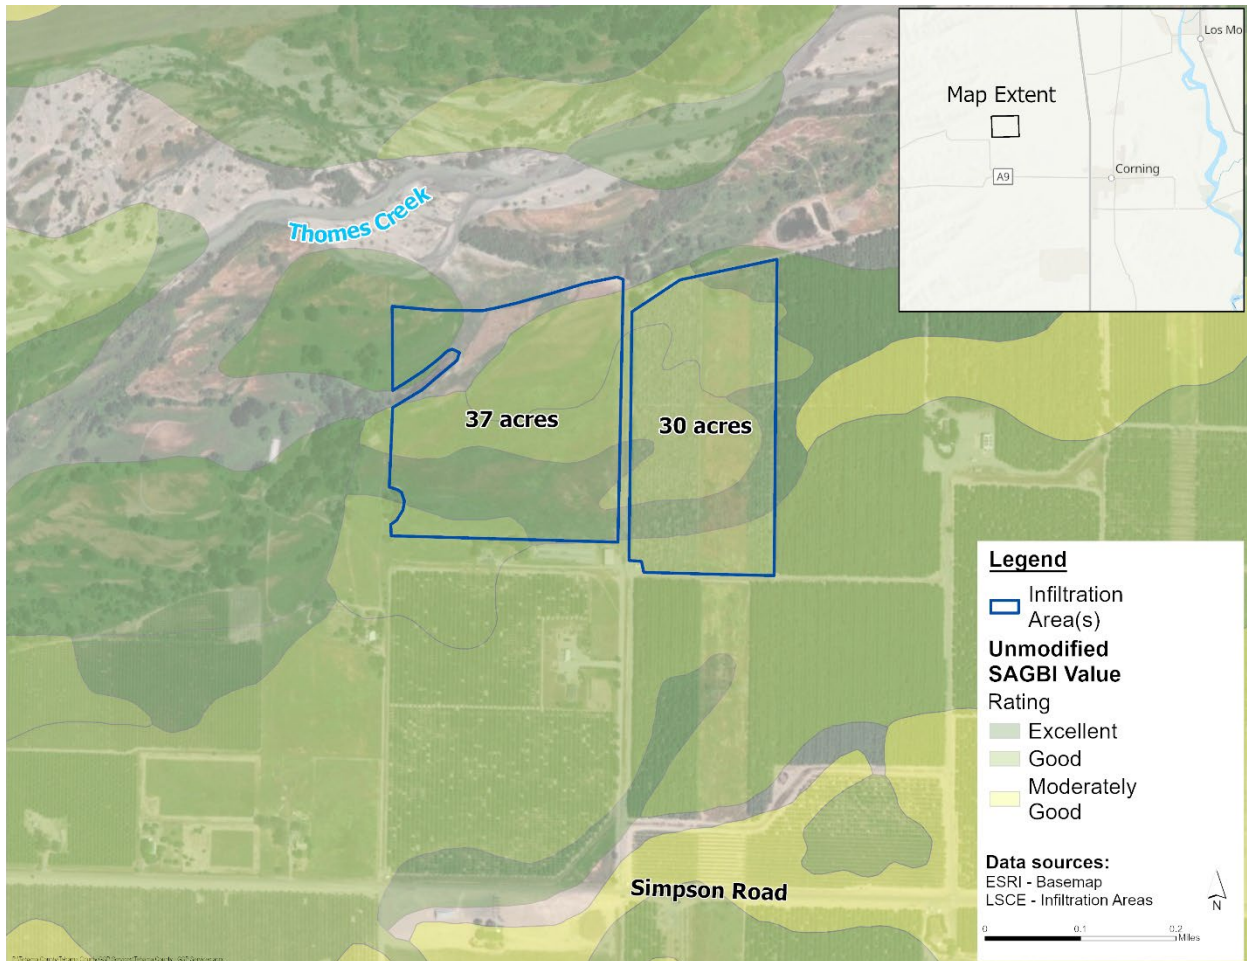 Los Mo
Map Extent
A9
Corning
Thomes Creek
37 acres
30 acres
Simpson Road
Legend
Infiltration
Area(s)
Unmodified
SAGBI Value
Rating
Excellent
Good
Moderately
Good
Data sources:
ESRI - Basemap
LSCE - Infiltration Areas
N
0 0.1 0.2
Miles